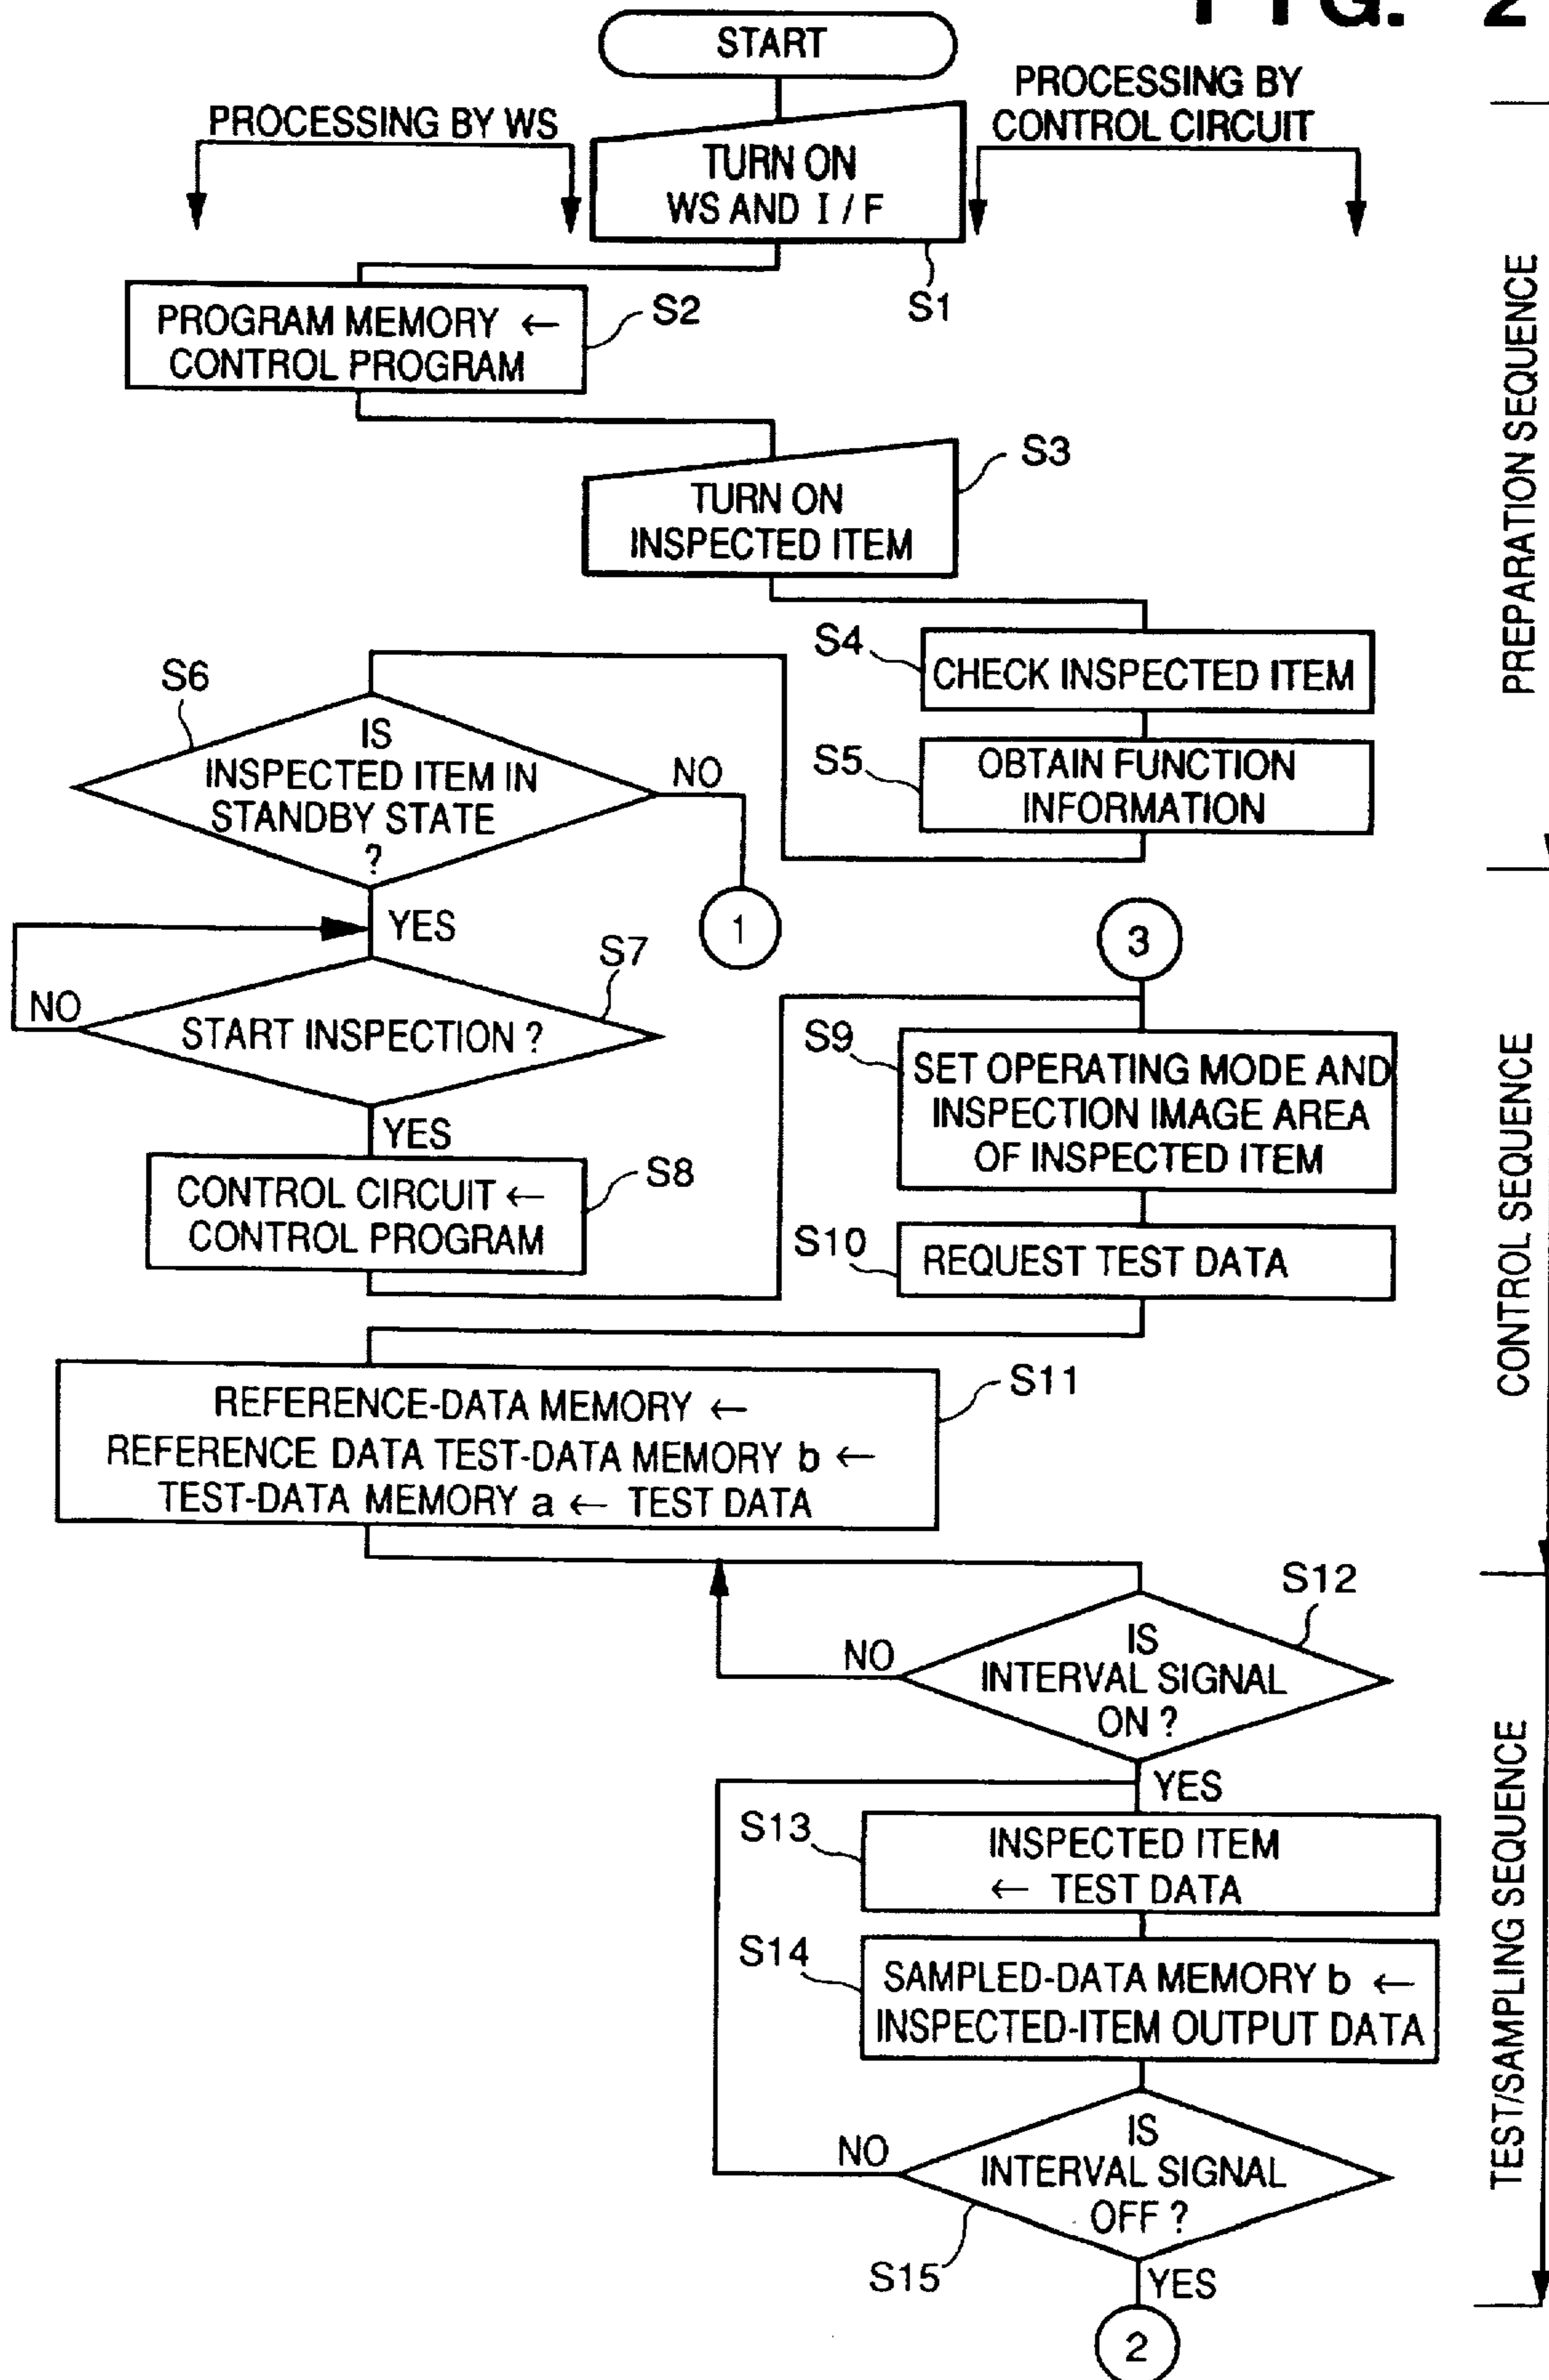 FIG. 2
START
PROCESSING BY WS
PROCESSING BY
CONTROL CIRCUIT
TURN ON
WS AND I / F
S1
PROGRAM MEMORY ←
CONTROL PROGRAM
S2
TURN ON
INSPECTED ITEM
S3
S4
CHECK INSPECTED ITEM
S5
OBTAIN FUNCTION
INFORMATION
PREPARATION SEQUENCE
S6
IS
INSPECTED ITEM IN
STANDBY STATE
?
NO
1
YES
S7
START INSPECTION ?
NO
YES
CONTROL CIRCUIT ←
CONTROL PROGRAM
S8
3
S9
SET OPERATING MODE AND
INSPECTION IMAGE AREA
OF INSPECTED ITEM
S10
REQUEST TEST DATA
REFERENCE-DATA MEMORY ←
REFERENCE DATA TEST-DATA MEMORY b ←
TEST-DATA MEMORY a ← TEST DATA
S11
CONTROL SEQUENCE
S12
IS
INTERVAL SIGNAL
ON ?
NO
YES
S13
INSPECTED ITEM
← TEST DATA
S14
SAMPLED-DATA MEMORY b ←
INSPECTED-ITEM OUTPUT DATA
IS
INTERVAL SIGNAL
OFF ?
NO
S15
YES
2
TEST/SAMPLING SEQUENCE